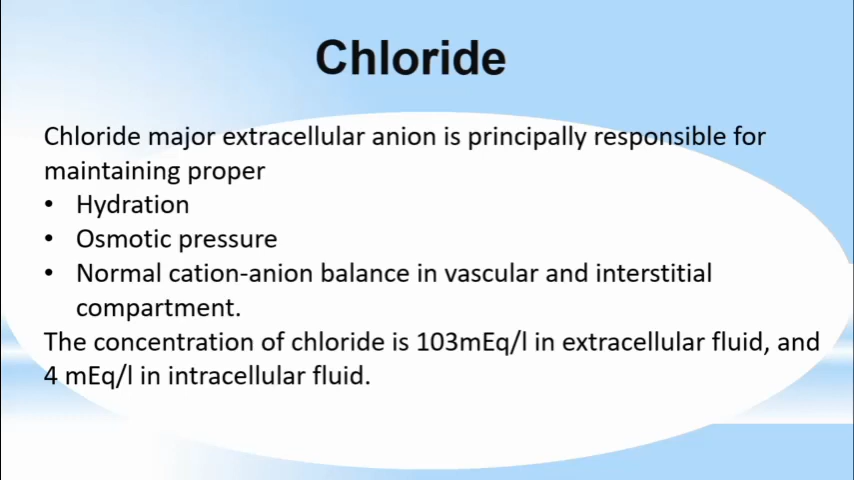 Chloride
Chloride major extracellular anion is principally responsible for
maintaining proper
• Hydration
• Osmotic pressure
• Normal cation-anion balance in vascular and interstitial
compartment.
The concentration of chloride is 103mEq/l in extracellular fluid, and
4 mEq/l in intracellular fluid.